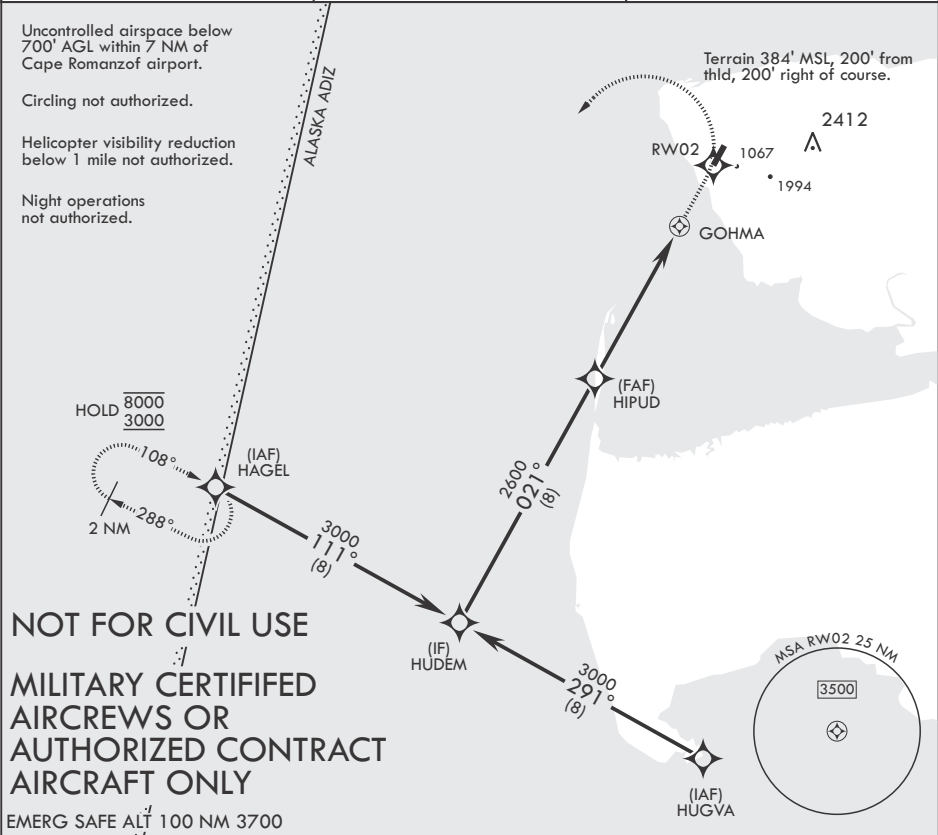 Uncontrolled airspace below
700' AGL within 7 NM of
Cape Romanzof airport.
Circling not authorized.
Helicopter visibility reduction
below 1 mile not authorized.
Night operations
not authorized.
ALASKA ADIZ
Terrain 384' MSL, 200' from
thld, 200' right of course.
2412
RW02
1067
1994
GOHMA
(FAF)
HIPUD
HOLD 8000
3000
108°
(IAF)
HAGEL
288°
2 NM
2600
021°
(8)
3000
111°
(8)
(IF)
HUDEM
3000
291°
(8)
(IAF)
HUGVA
NOT FOR CIVIL USE
MILITARY CERTIFIFED
AIRCREWS OR
AUTHORIZED CONTRACT
AIRCRAFT ONLY
EMERG SAFE ALT 100 NM 3700
MSA RW02 25 NM
3500